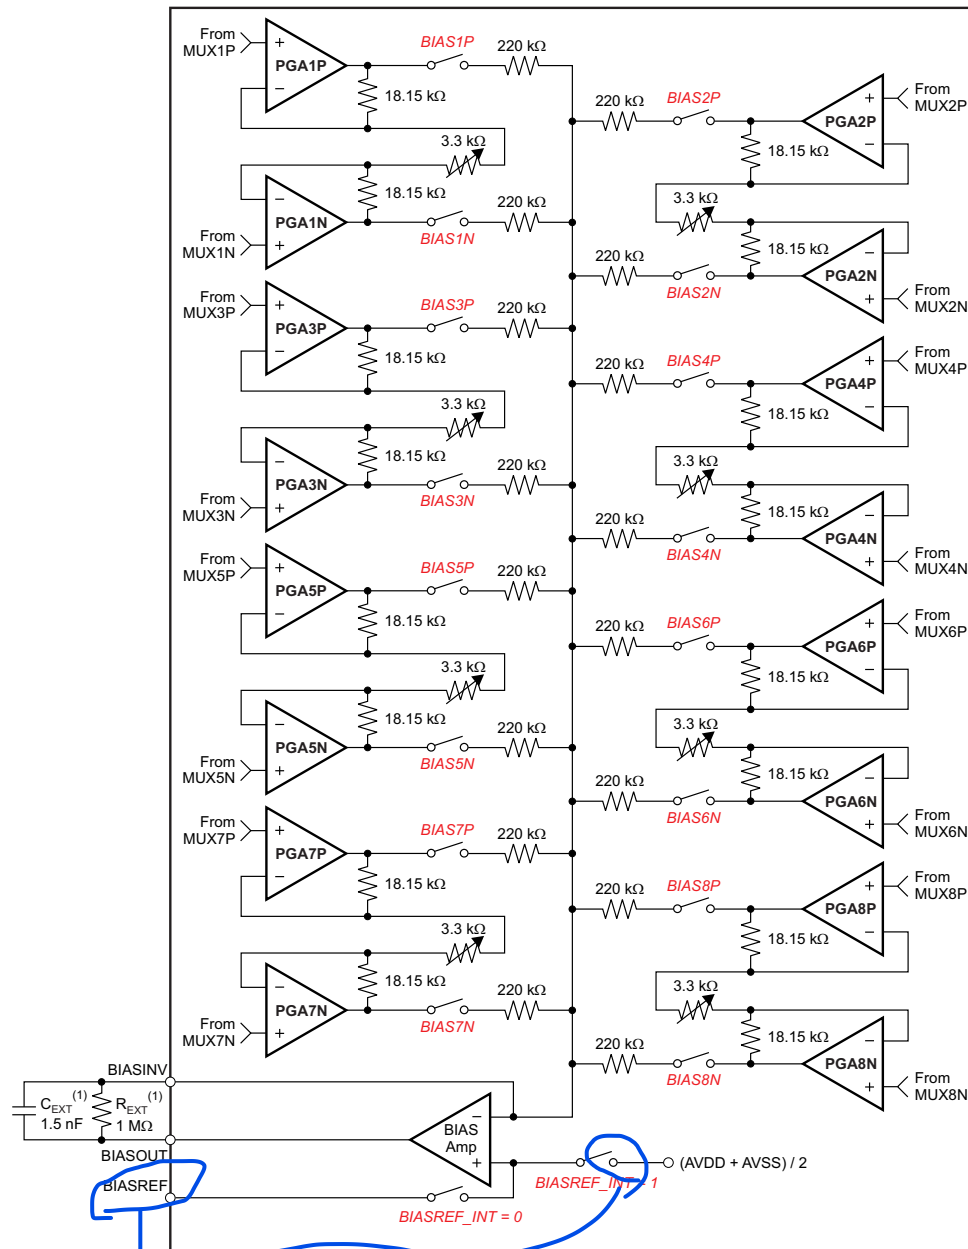 From
MUX1P
+
PGA1P
−
BIAS1P
220 kΩ
18.15 kΩ
3.3 kΩ
18.15 kΩ
−
PGA1N
+
From
MUX1N
BIAS1N
220 kΩ
From
MUX3P
+
PGA3P
−
BIAS3P
220 kΩ
18.15 kΩ
3.3 kΩ
18.15 kΩ
−
PGA3N
+
From
MUX3N
BIAS3N
220 kΩ
From
MUX5P
+
PGA5P
−
BIAS5P
220 kΩ
18.15 kΩ
3.3 kΩ
18.15 kΩ
−
PGA5N
+
From
MUX5N
BIAS5N
220 kΩ
From
MUX7P
+
PGA7P
−
BIAS7P
220 kΩ
18.15 kΩ
3.3 kΩ
18.15 kΩ
−
PGA7N
+
From
MUX7N
BIAS7N
220 kΩ
220 kΩ
BIAS2P
+
PGA2P
−
From
MUX2P
18.15 kΩ
3.3 kΩ
18.15 kΩ
220 kΩ
BIAS2N
−
PGA2N
+
From
MUX2N
220 kΩ
BIAS4P
+
PGA4P
−
From
MUX4P
18.15 kΩ
3.3 kΩ
18.15 kΩ
220 kΩ
BIAS4N
−
PGA4N
+
From
MUX4N
220 kΩ
BIAS6P
+
PGA6P
−
From
MUX6P
18.15 kΩ
3.3 kΩ
18.15 kΩ
220 kΩ
BIAS6N
−
PGA6N
+
From
MUX6N
220 kΩ
BIAS8P
+
PGA8P
−
From
MUX8P
18.15 kΩ
3.3 kΩ
18.15 kΩ
220 kΩ
BIAS8N
−
PGA8N
+
From
MUX8N
BIASINV
CEXT(1)
1.5 nF
REXT(1)
1 MΩ
BIASOUT
BIASREF
−
BIAS
Amp
+
(AVDD + AVSS) / 2
BIASREF_INT = 1
BIASREF_INT = 0